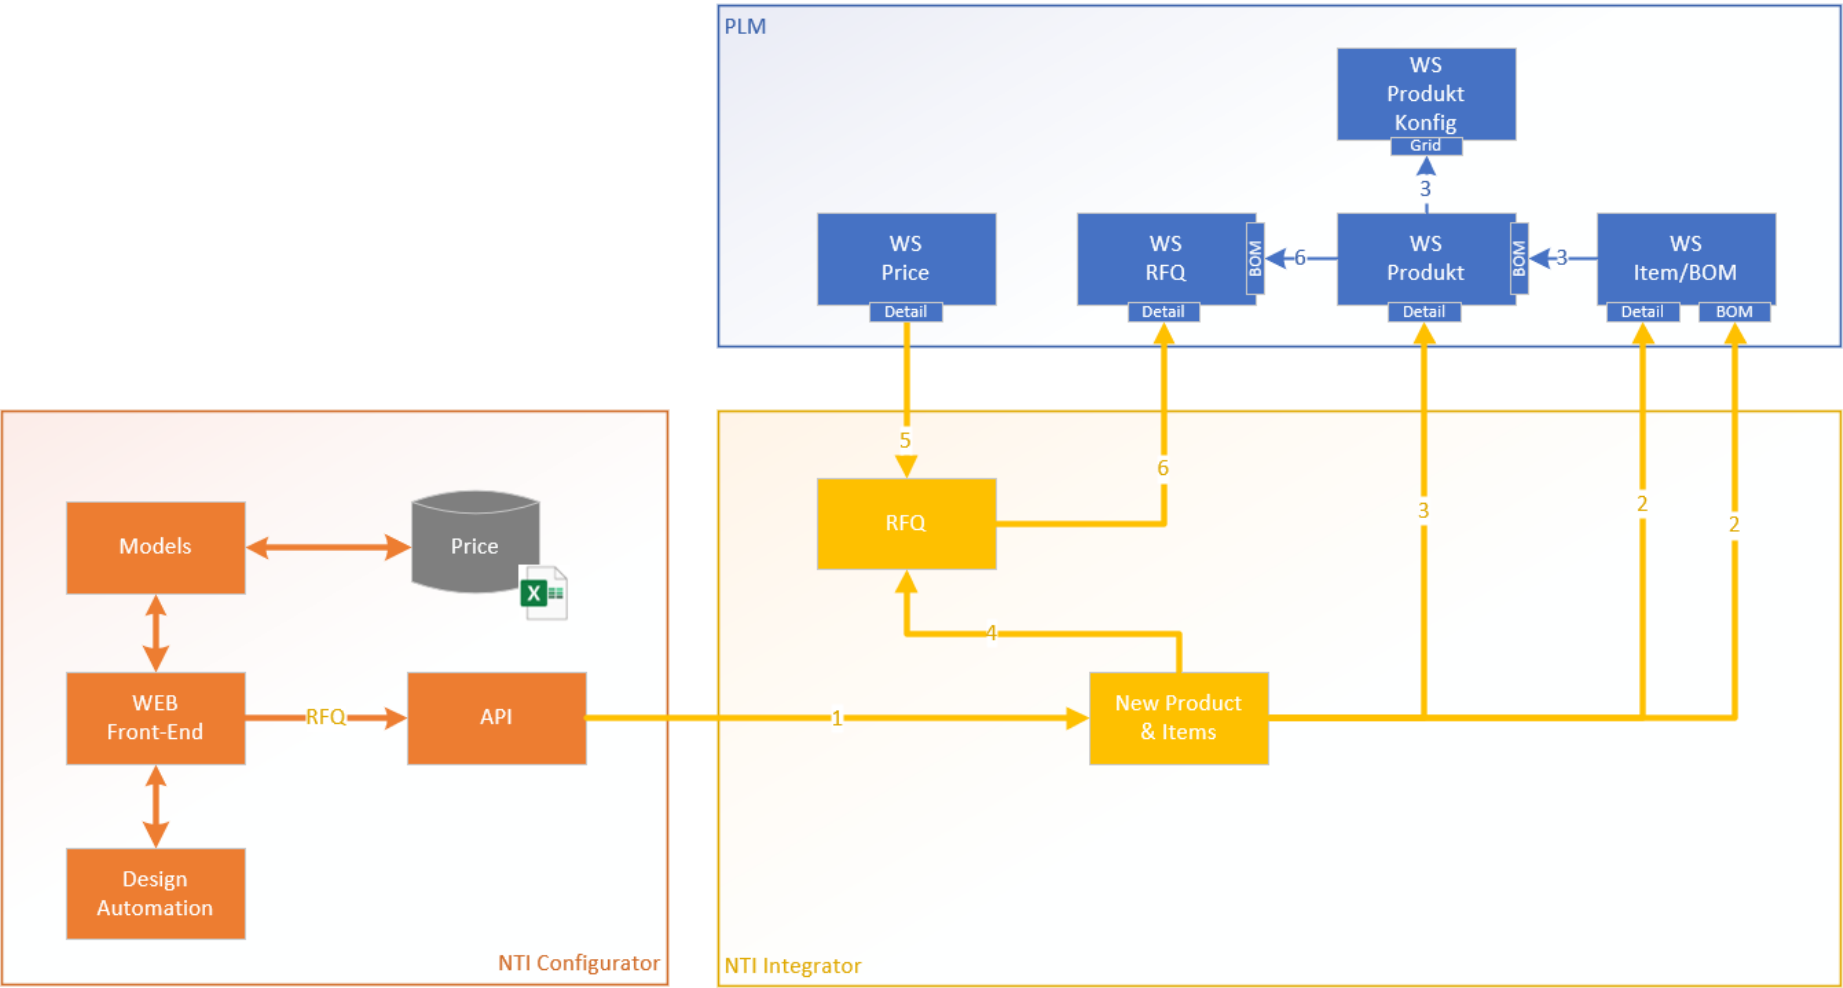 PLM
WS
Produkt
Konfig
Grid
3
WS
Price
Detail
WS
RFQ
BOM
Detail
6
WS
Produkt
BOM
Detail
3
WS
Item/BOM
Detail
BOM
5
6
3
2
2
RFQ
4
New Product
& Items
1
NTI Integrator
Models
Price
X
WEB
Front-End
RFQ
API
Design
Automation
NTI Configurator